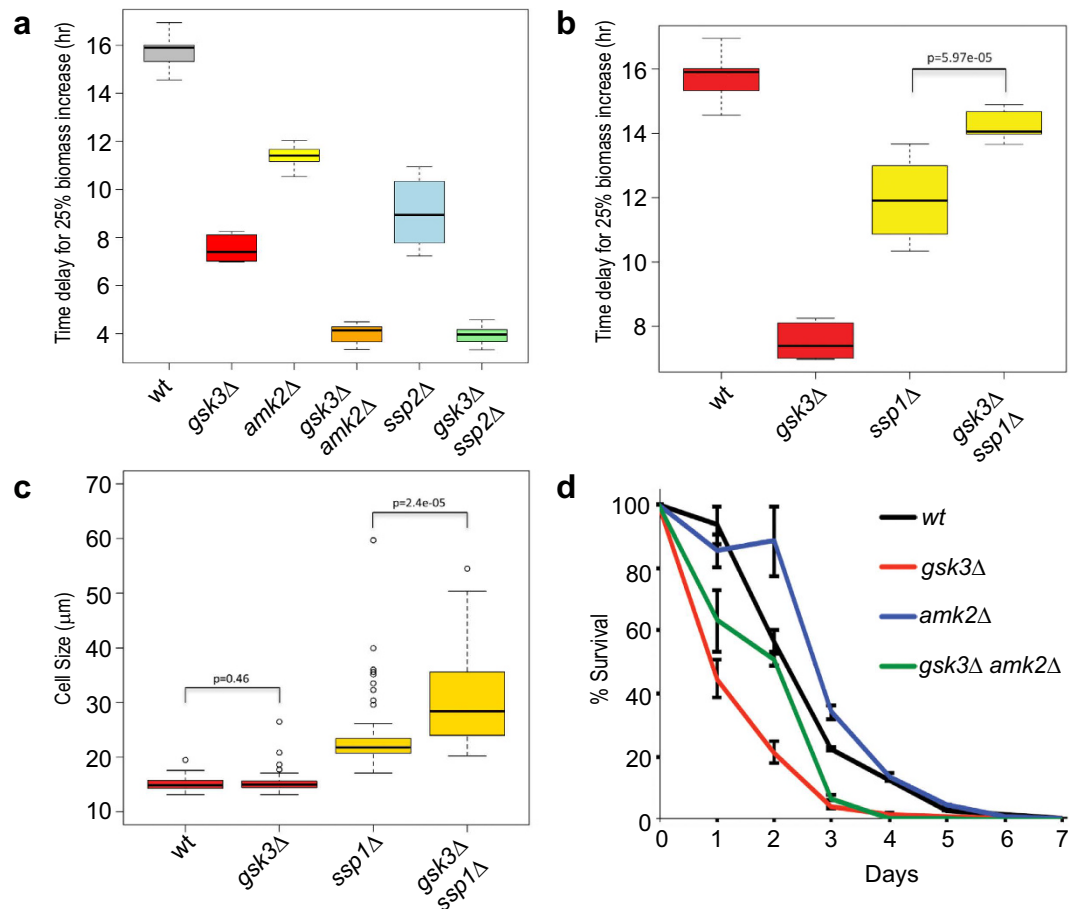 a
Time delay for 25% biomass increase (hr)
16
14
12
10
8
6
4
wt
gsk3Δ
amk2Δ
gsk3Δ
amk2Δ
ssp2Δ
gsk3Δ
ssp2Δ
b
Time delay for 25% biomass increase (hr)
16
14
12
10
8
p=5.97e-05
wt
gsk3Δ
ssp1Δ
gsk3Δ
ssp1Δ
c
Cell Size (μm)
70
60
50
40
30
20
10
p=0.46
p=2.4e-05
wt
gsk3Δ
ssp1Δ
gsk3Δ
ssp1Δ
d
% Survival
100
80
60
40
20
0
0 1 2 3 4 5 6 7
Days
wt
gsk3Δ
amk2Δ
gsk3Δ amk2Δ